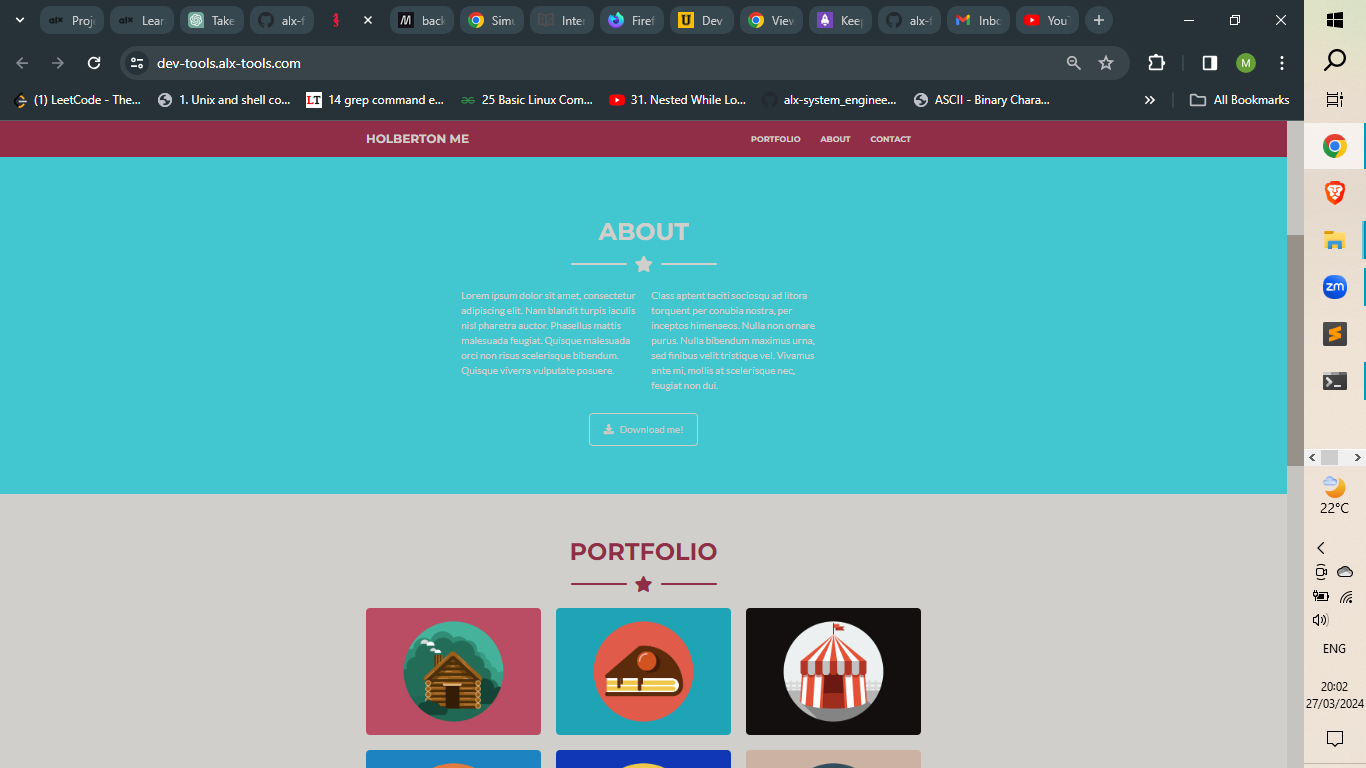 Proj
Lear
Take
alx-f
back
Simu
Inter
Firef
Dev
View
Keep
alx-f
Inbo
YouT
dev-tools.alx-tools.com
M
(1) LeetCode - The...
1. Unix and shell co...
LT 14 grep command e...
25 Basic Linux Com...
31. Nested While Lo...
alx-system_enginee...
ASCII - Binary Chara...
All Bookmarks
HOLBERTON ME
PORTFOLIO
ABOUT
CONTACT
ABOUT
Lorem ipsum dolor sit amet, consectetur
adipiscing elit. Nam blandit turpis iaculis
nisl pharetra auctor. Phasellus mattis
malesuada feugiat. Quisque malesuada
orci non risus scelerisque bibendum.
Quisque viverra vulputate posuere.
Class aptent taciti sociosqu ad litora
torquent per conubia nostra, per
inceptos himenaeos. Nulla non ornare
purus. Nulla bibendum maximus urna,
sed finibus velit tristique vel. Vivamus
ante mi, mollis at scelerisque nec,
feugiat non dui.
Download me!
PORTFOLIO
zm
22°C
ENG
20:02
27/03/2024